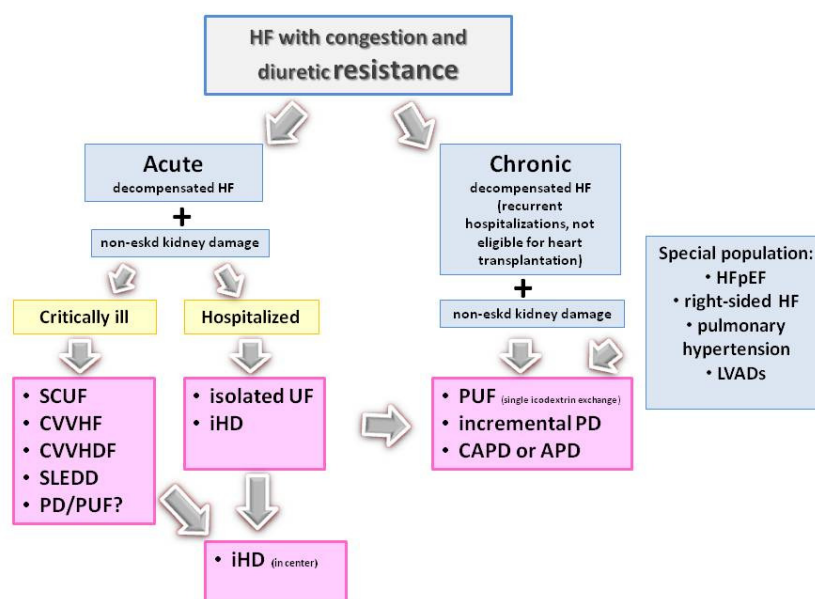 HF with congestion and
diuretic resistance
Acute
decompensated HF
+
non-eskd kidney damage
Critically ill
Hospitalized
• SCUF
• CVVHF
• CVVHDF
• SLEDD
• PD/PUF?
• isolated UF
• iHD
• iHD (in center)
Chronic
decompensated HF
(recurrent
hospitalizations, not
eligible for heart
transplantation)
+
non-eskd kidney damage
• PUF (single icodextrin exchange)
• incremental PD
• CAPD or APD
Special population:
• HFpEF
• right-sided HF
• pulmonary
hypertension
• LVADs